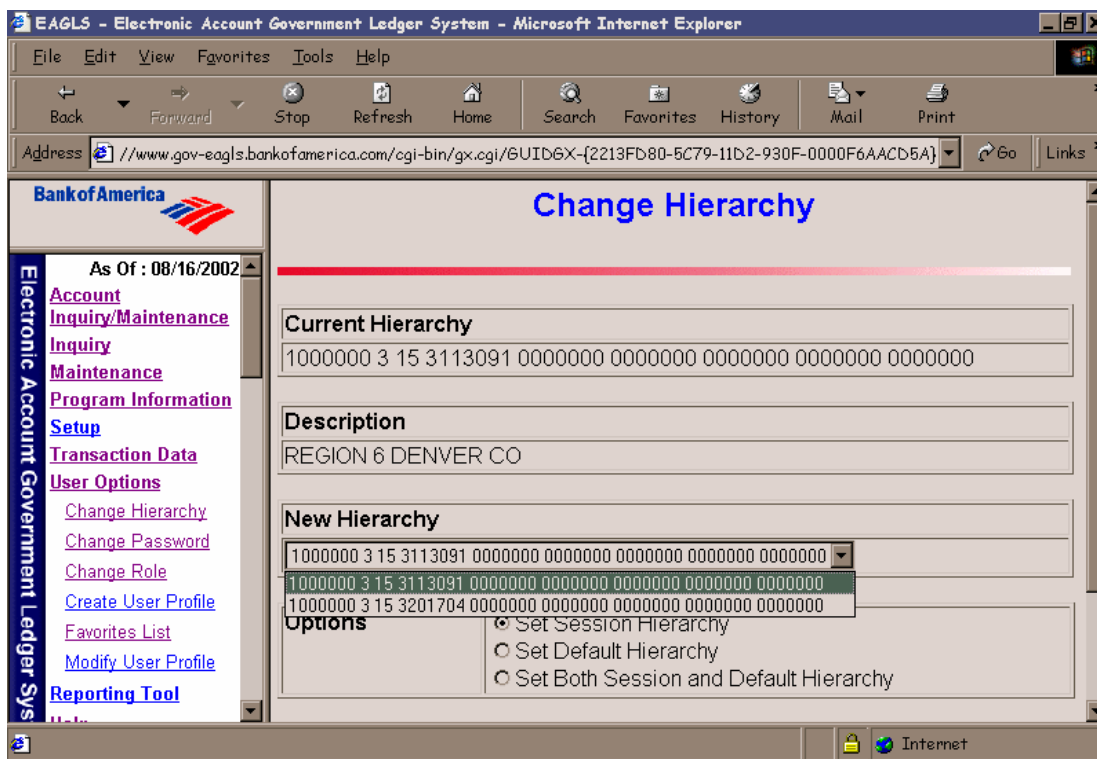 EAGLS - Electronic Account Government Ledger System - Microsoft Internet Explorer
File Edit View Favorites Tools Help
Back Forward Stop Refresh Home Search Favorites History Mail Print
Address //www.gov-eagls.bankofamerica.com/cgi-bin/gx.cgi/GUIDGX-{2213FD80-5C79-11D2-930F-0000F6AACD5A} Go Links
Bank of America
Electronic Account Government Ledger Sys
As Of : 08/16/2002
Account
Inquiry/Maintenance
Inquiry
Maintenance
Program Information
Setup
Transaction Data
User Options
Change Hierarchy
Change Password
Change Role
Create User Profile
Favorites List
Modify User Profile
Reporting Tool
Change Hierarchy
Current Hierarchy
1000000 3 15 3113091 0000000 0000000 0000000 0000000 0000000
Description
REGION 6 DENVER CO
New Hierarchy
1000000 3 15 3113091 0000000 0000000 0000000 0000000 0000000
1000000 3 15 3113091 0000000 0000000 0000000 0000000 0000000
1000000 3 15 3201704 0000000 0000000 0000000 0000000 0000000
Options
Set Session Hierarchy
Set Default Hierarchy
Set Both Session and Default Hierarchy
Internet